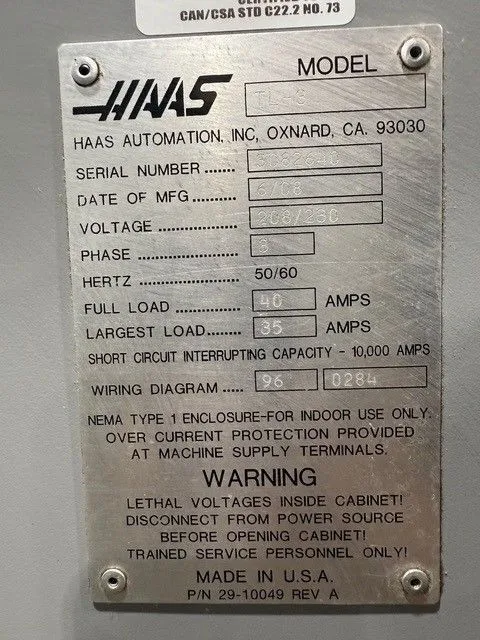 CAN/CSA STD C22.2 NO. 73
HAAS
MODEL
TL-3
HAAS AUTOMATION, INC, OXNARD, CA. 93030
SERIAL NUMBER ......
DATE OF MFG .......... 6/08
VOLTAGE .............. 208/230
PHASE ................... 3
HERTZ 50/60
FULL LOAD ............ 40 AMPS
LARGEST LOAD....... 35 AMPS
SHORT CIRCUIT INTERRUPTING CAPACITY - 10,000 AMPS
WIRING DIAGRAM ..... 96 0284
NEMA TYPE 1 ENCLOSURE-FOR INDOOR USE ONLY.
OVER CURRENT PROTECTION PROVIDED
AT MACHINE SUPPLY TERMINALS.
WARNING
LETHAL VOLTAGES INSIDE CABINET!
DISCONNECT FROM POWER SOURCE
BEFORE OPENING CABINET!
TRAINED SERVICE PERSONNEL ONLY!
MADE IN U.S.A.
P/N 29-10049 REV A